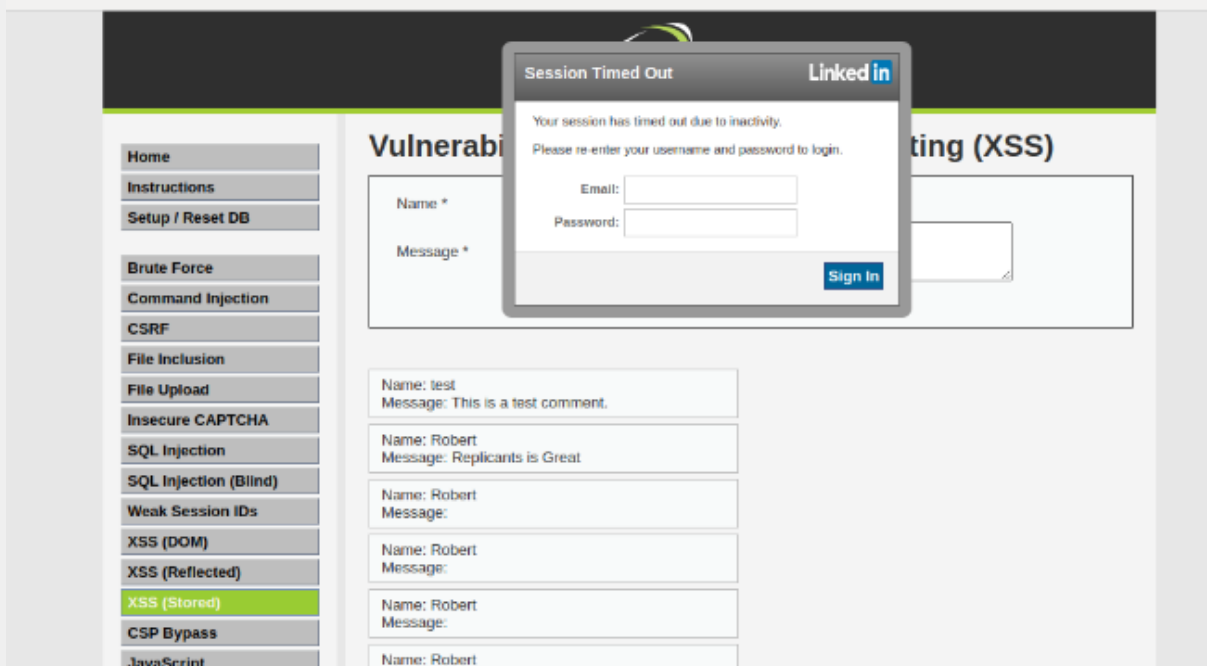 Session Timed Out
Linked in
Your session has timed out due to inactivity.
Please re-enter your username and password to login.
Email:
Password:
Sign In
Home
Instructions
Setup / Reset DB
Brute Force
Command Injection
CSRF
File Inclusion
File Upload
Insecure CAPTCHA
SQL Injection
SQL Injection (Blind)
Weak Session IDs
XSS (DOM)
XSS (Reflected)
XSS (Stored)
CSP Bypass
JavaScript
Vulnerabi ting (XSS)
Name *
Message *
Name: test
Message: This is a test comment.
Name: Robert
Message: Replicants is Great
Name: Robert
Message:
Name: Robert
Message:
Name: Robert
Message:
Name: Robert